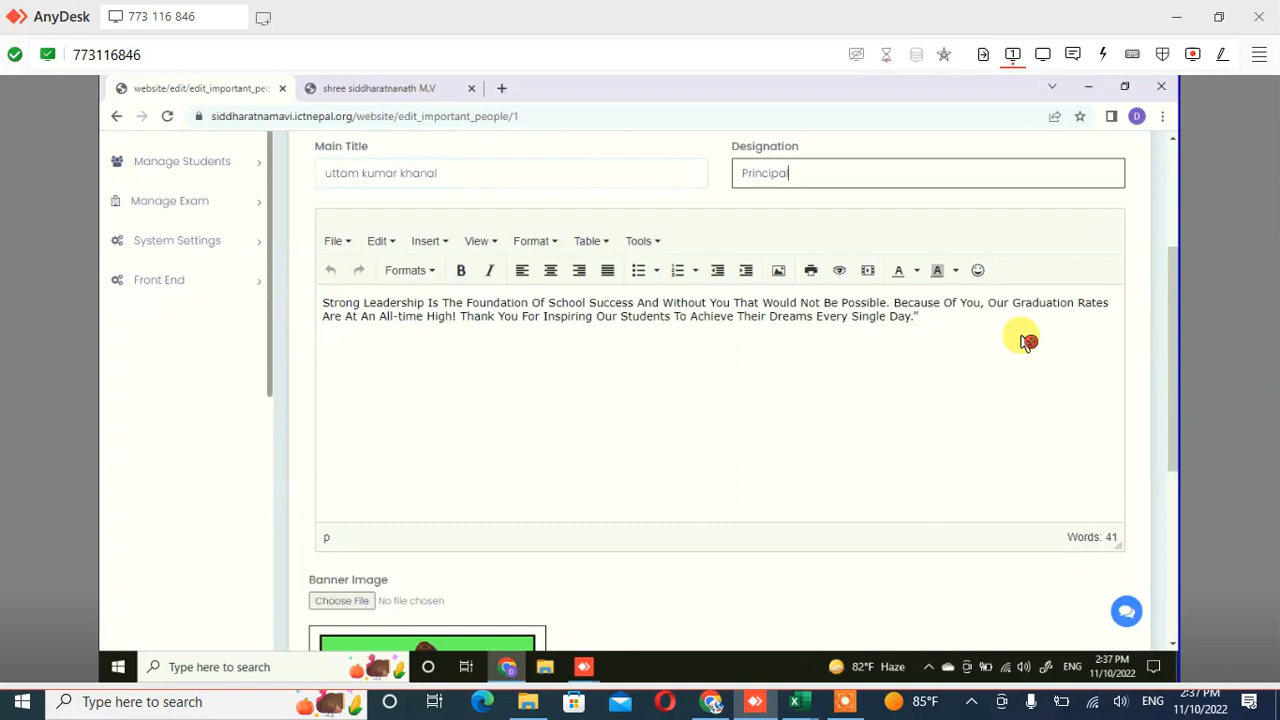 AnyDesk
773 116 846
773116846
website/edit/edit_important_peo
shree siddharatnanath M.V
siddharatnamavi.ictnepal.org/website/edit_important_people/1
D
Manage Students
Manage Exam
System Settings
Front End
Main Title
Designation
uttam kumar khanal
Principal
File
Edit
Insert
View
Format
Table
Tools
Formats
B
I
A
A
Strong Leadership Is The Foundation Of School Success And Without You That Would Not Be Possible. Because Of You, Our Graduation Rates
Are At An All-time High! Thank You For Inspiring Our Students To Achieve Their Dreams Every Single Day.”
p
Words: 41
Banner Image
Choose File No file chosen
Type here to search
82°F Haze
ENG
2:37 PM
11/10/2022
Type here to search
85°F
ENG
2:37 PM
11/10/2022